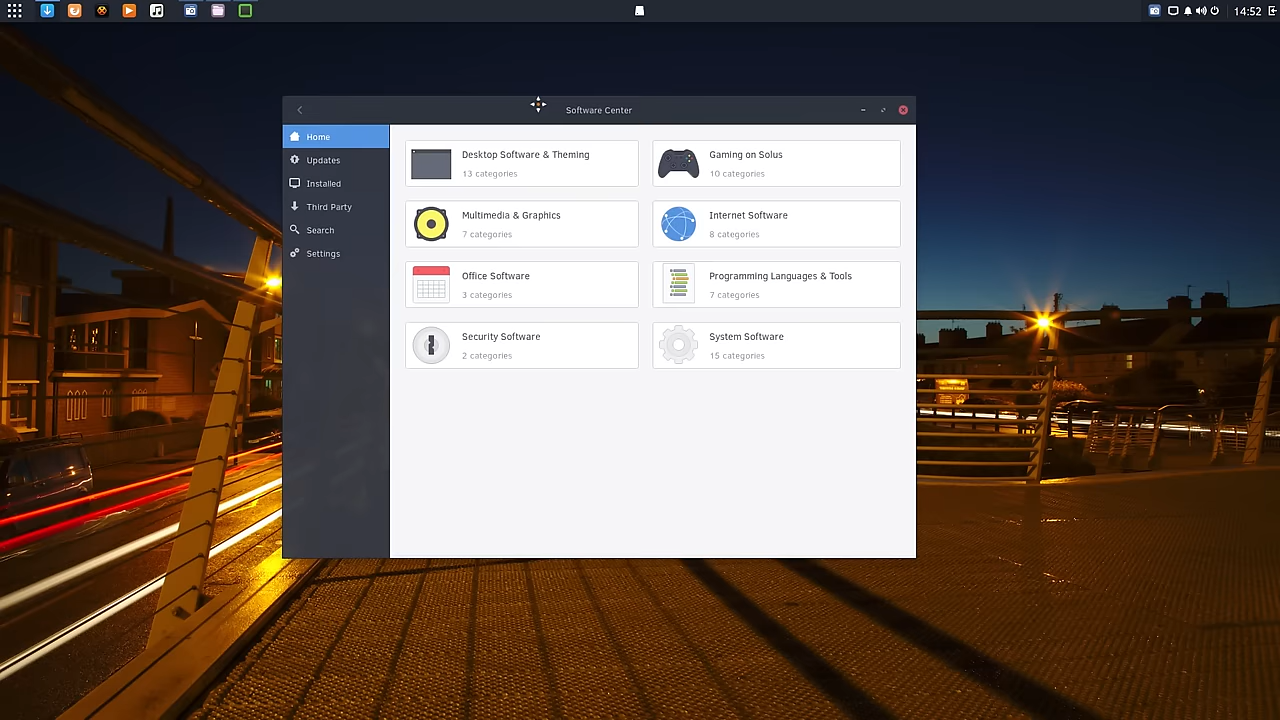 14:52
Software Center
Home
Updates
Installed
Third Party
Search
Settings
Desktop Software & Theming
13 categories
Gaming on Solus
10 categories
Multimedia & Graphics
7 categories
Internet Software
8 categories
Office Software
3 categories
Programming Languages & Tools
7 categories
Security Software
2 categories
System Software
15 categories